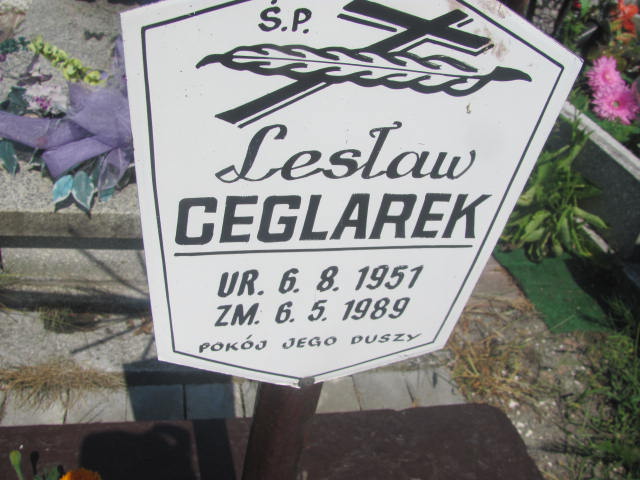 Ś.P.
Lesław
CEGLAREK
UR. 6. 8. 1951
ZM. 6. 5. 1989
POKÓJ JEGO DUSZY